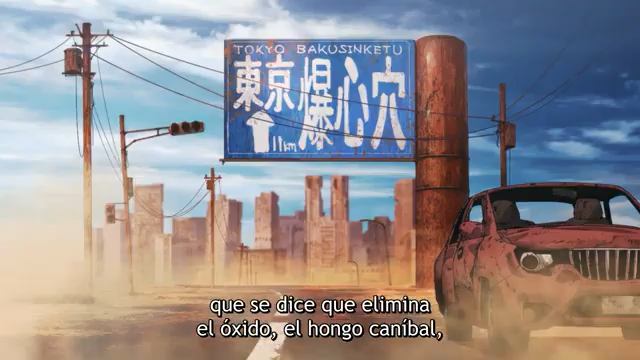 TOKYO BAKUSINKETU
東京爆心穴
11km
que se dice que elimina
el óxido, el hongo caníbal,